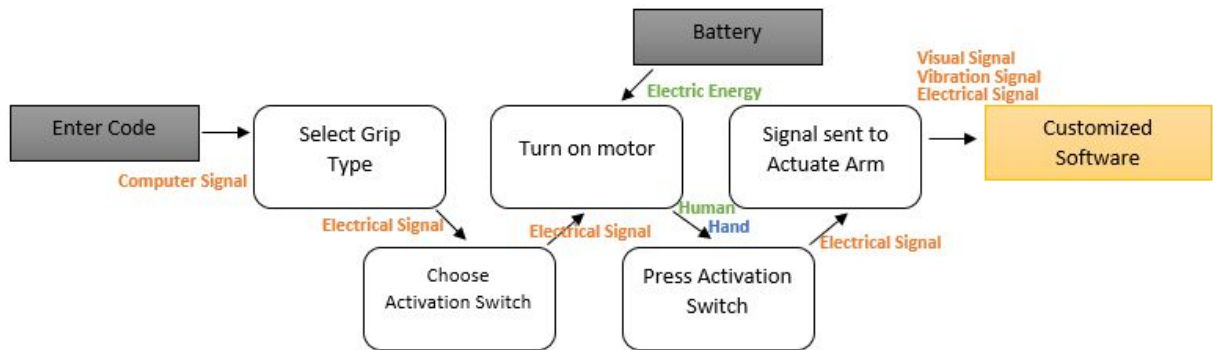 Battery
Visual Signal
Vibration Signal
Electrical Signal
Electric Energy
Enter Code
Select Grip
Type
Turn on motor
Signal sent to
Actuate Arm
Customized
Software
Computer Signal
Human
Hand
Electrical Signal
Electrical Signal
Electrical Signal
Choose
Activation Switch
Press Activation
Switch